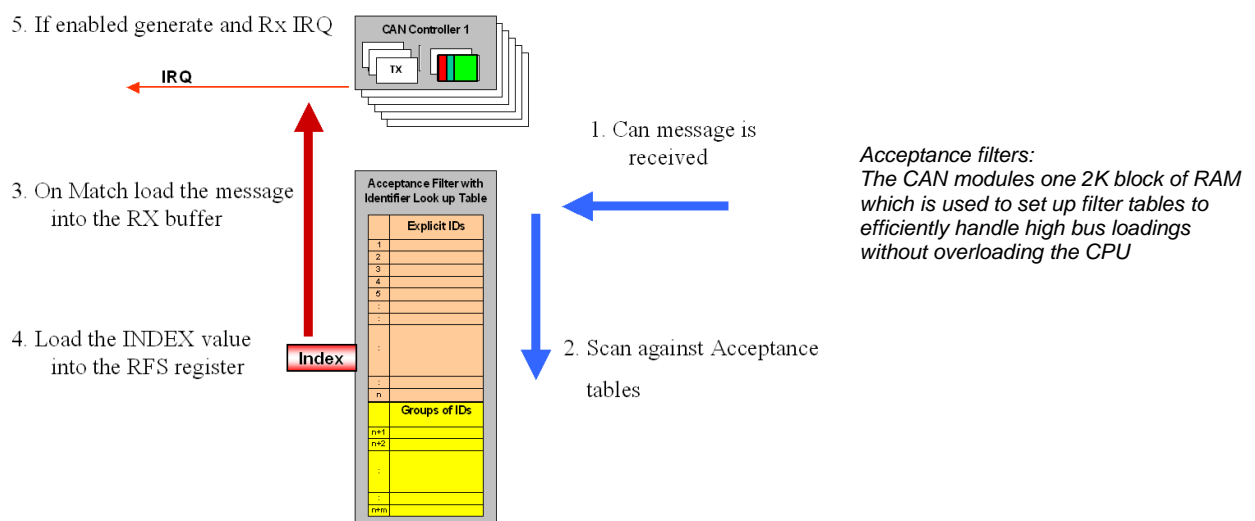 5. If enabled generate and Rx IRQ
CAN Controller 1
TX
IRQ
1. Can message is
received
3. On Match load the message
into the RX buffer
4. Load the INDEX value
into the RFS register
Index
Acceptance Filter with
Identifier Look up Table
Explicit IDs
1
2
3
4
5
:
:
:
:
n
Groups of IDs
n+1
n+2
:
:
n+m
2. Scan against Acceptance
tables
Acceptance filters:
The CAN modules one 2K block of RAM
which is used to set up filter tables to
efficiently handle high bus loadings
without overloading the CPU